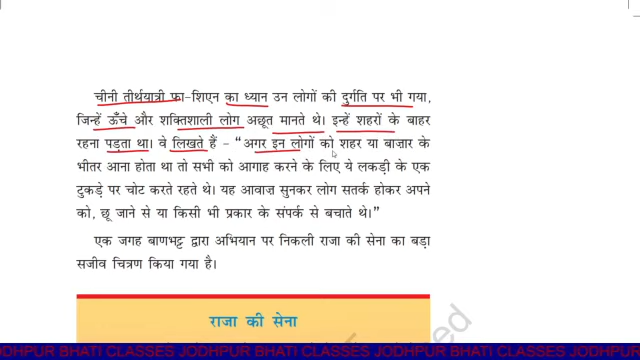 चीनी तीर्थयात्री फा-शिएन का ध्यान उन लोगों की दुर्गति पर भी गया,
जिन्हें ऊँचे और शक्तिशाली लोग अछूत मानते थे। इन्हें शहरों के बाहर
रहना पड़ता था। वे लिखते हैं - “अगर इन लोगों को शहर या बाज़ार के
भीतर आना होता था तो सभी को आगाह करने के लिए ये लकड़ी के एक
टुकड़े पर चोट करते रहते थे। यह आवाज़ सुनकर लोग सतर्क होकर अपने
को, छू जाने से या किसी भी प्रकार के संपर्क से बचाते थे।”
एक जगह बाणभट्ट द्वारा अभियान पर निकली राजा की सेना का बड़ा
सजीव चित्रण किया गया है।
राजा की सेना
JODHPUR BHATI CLASSES JODHPUR BHATI CLASSES JODHPUR BHATI CLASSES JODHPUR BHATI CLASSES JODHP